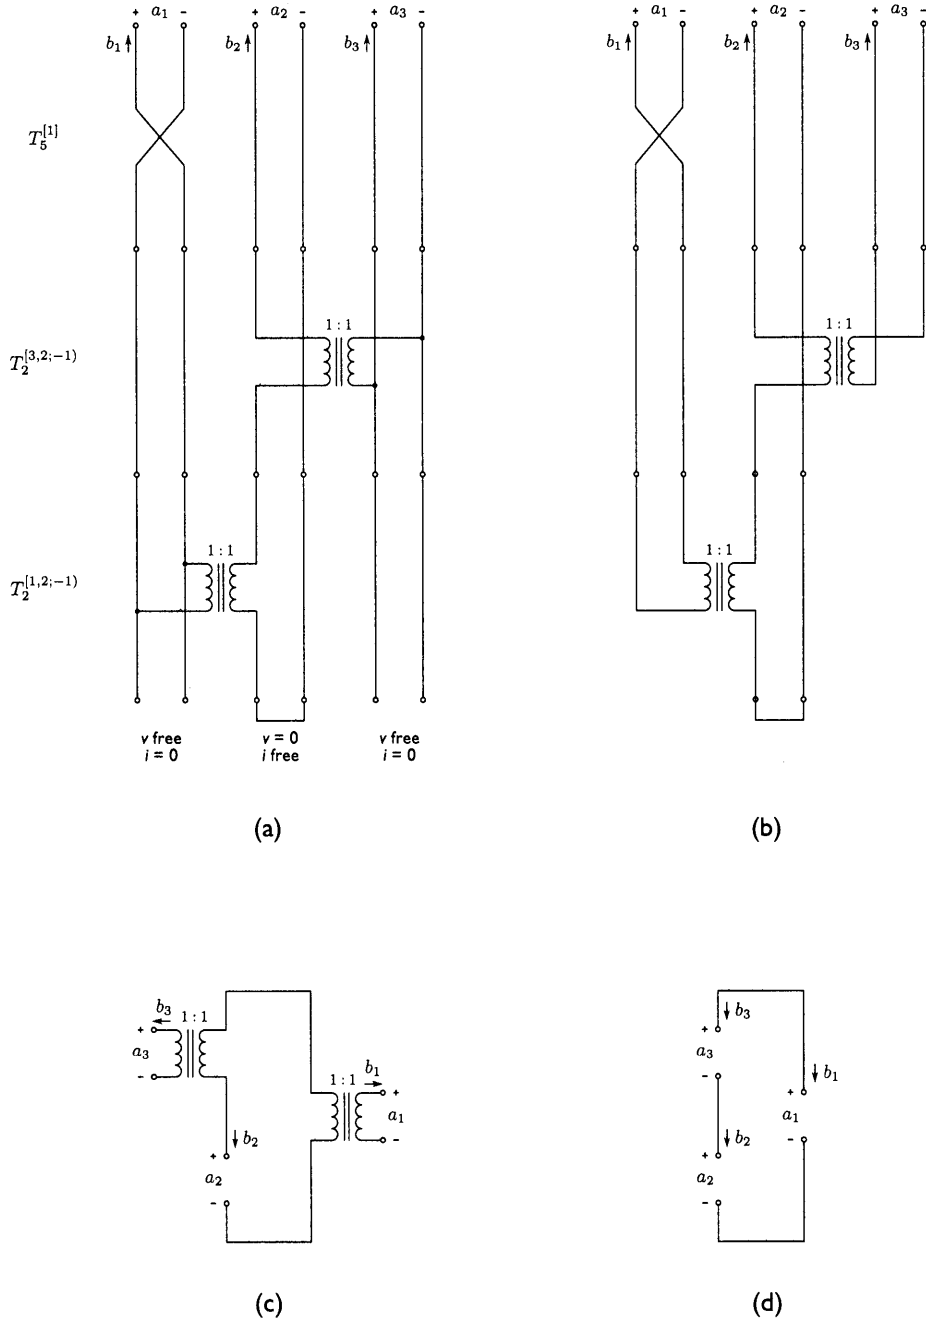 + a₁ − + a₂ − + a₃ −
b₁ b₂ b₃
T₅^[1]
1 : 1
T₂^[3,2;−1)
1 : 1
T₂^[1,2;−1)
v free v = 0 v free
i = 0 i free i = 0
(a)
+ a₁ − + a₂ − + a₃ −
b₁ b₂ b₃
1 : 1
1 : 1
(b)
b₃ 1 : 1
+
a₃
−
1 : 1 b₁
+
a₁
−
b₂
+
a₂
−
(c)
b₃
+
a₃
−
b₁
+
a₁
−
b₂
+
a₂
−
(d)